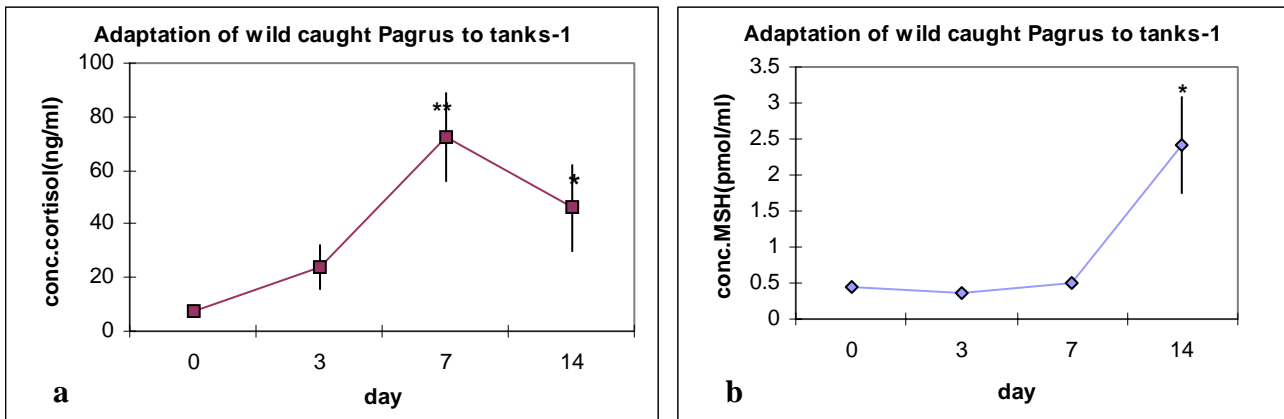 Adaptation of wild caught Pagrus to tanks-1
100
80
60
40
20
0
conc.cortisol(ng/ml)
**
*
0 3 7 14
day
a
Adaptation of wild caught Pagrus to tanks-1
3.5
3
2.5
2
1.5
1
0.5
0
conc.MSH(pmol/ml)
*
0 3 7 14
day
b